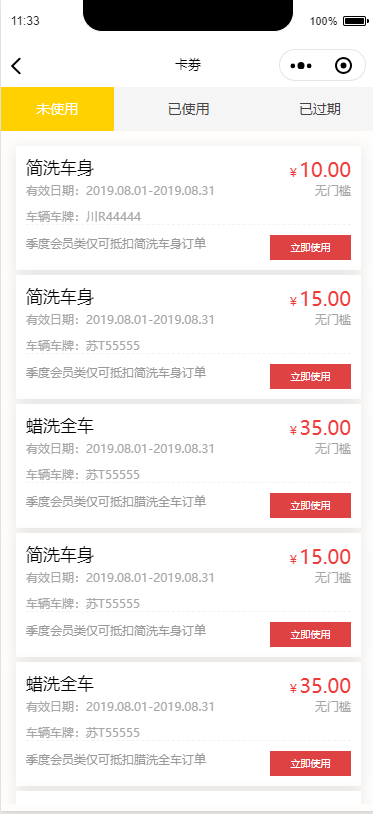 11:33
100%
卡券
未使用 已使用 已过期
简洗车身 ¥10.00
有效日期：2019.08.01-2019.08.31 无门槛
车辆车牌：川R44444
季度会员类仅可抵扣简洗车身订单 立即使用
简洗车身 ¥15.00
有效日期：2019.08.01-2019.08.31 无门槛
车辆车牌：苏T55555
季度会员类仅可抵扣简洗车身订单 立即使用
蜡洗全车 ¥35.00
有效日期：2019.08.01-2019.08.31 无门槛
车辆车牌：苏T55555
季度会员类仅可抵扣腊洗全车订单 立即使用
简洗车身 ¥15.00
有效日期：2019.08.01-2019.08.31 无门槛
车辆车牌：苏T55555
季度会员类仅可抵扣简洗车身订单 立即使用
蜡洗全车 ¥35.00
有效日期：2019.08.01-2019.08.31 无门槛
车辆车牌：苏T55555
季度会员类仅可抵扣腊洗全车订单 立即使用